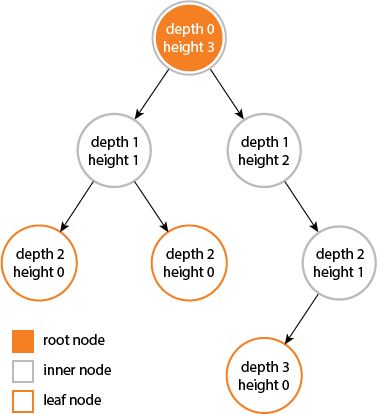 depth 0
height 3
depth 1
height 1
depth 1
height 2
depth 2
height 0
depth 2
height 0
depth 2
height 1
depth 3
height 0
root node
inner node
leaf node